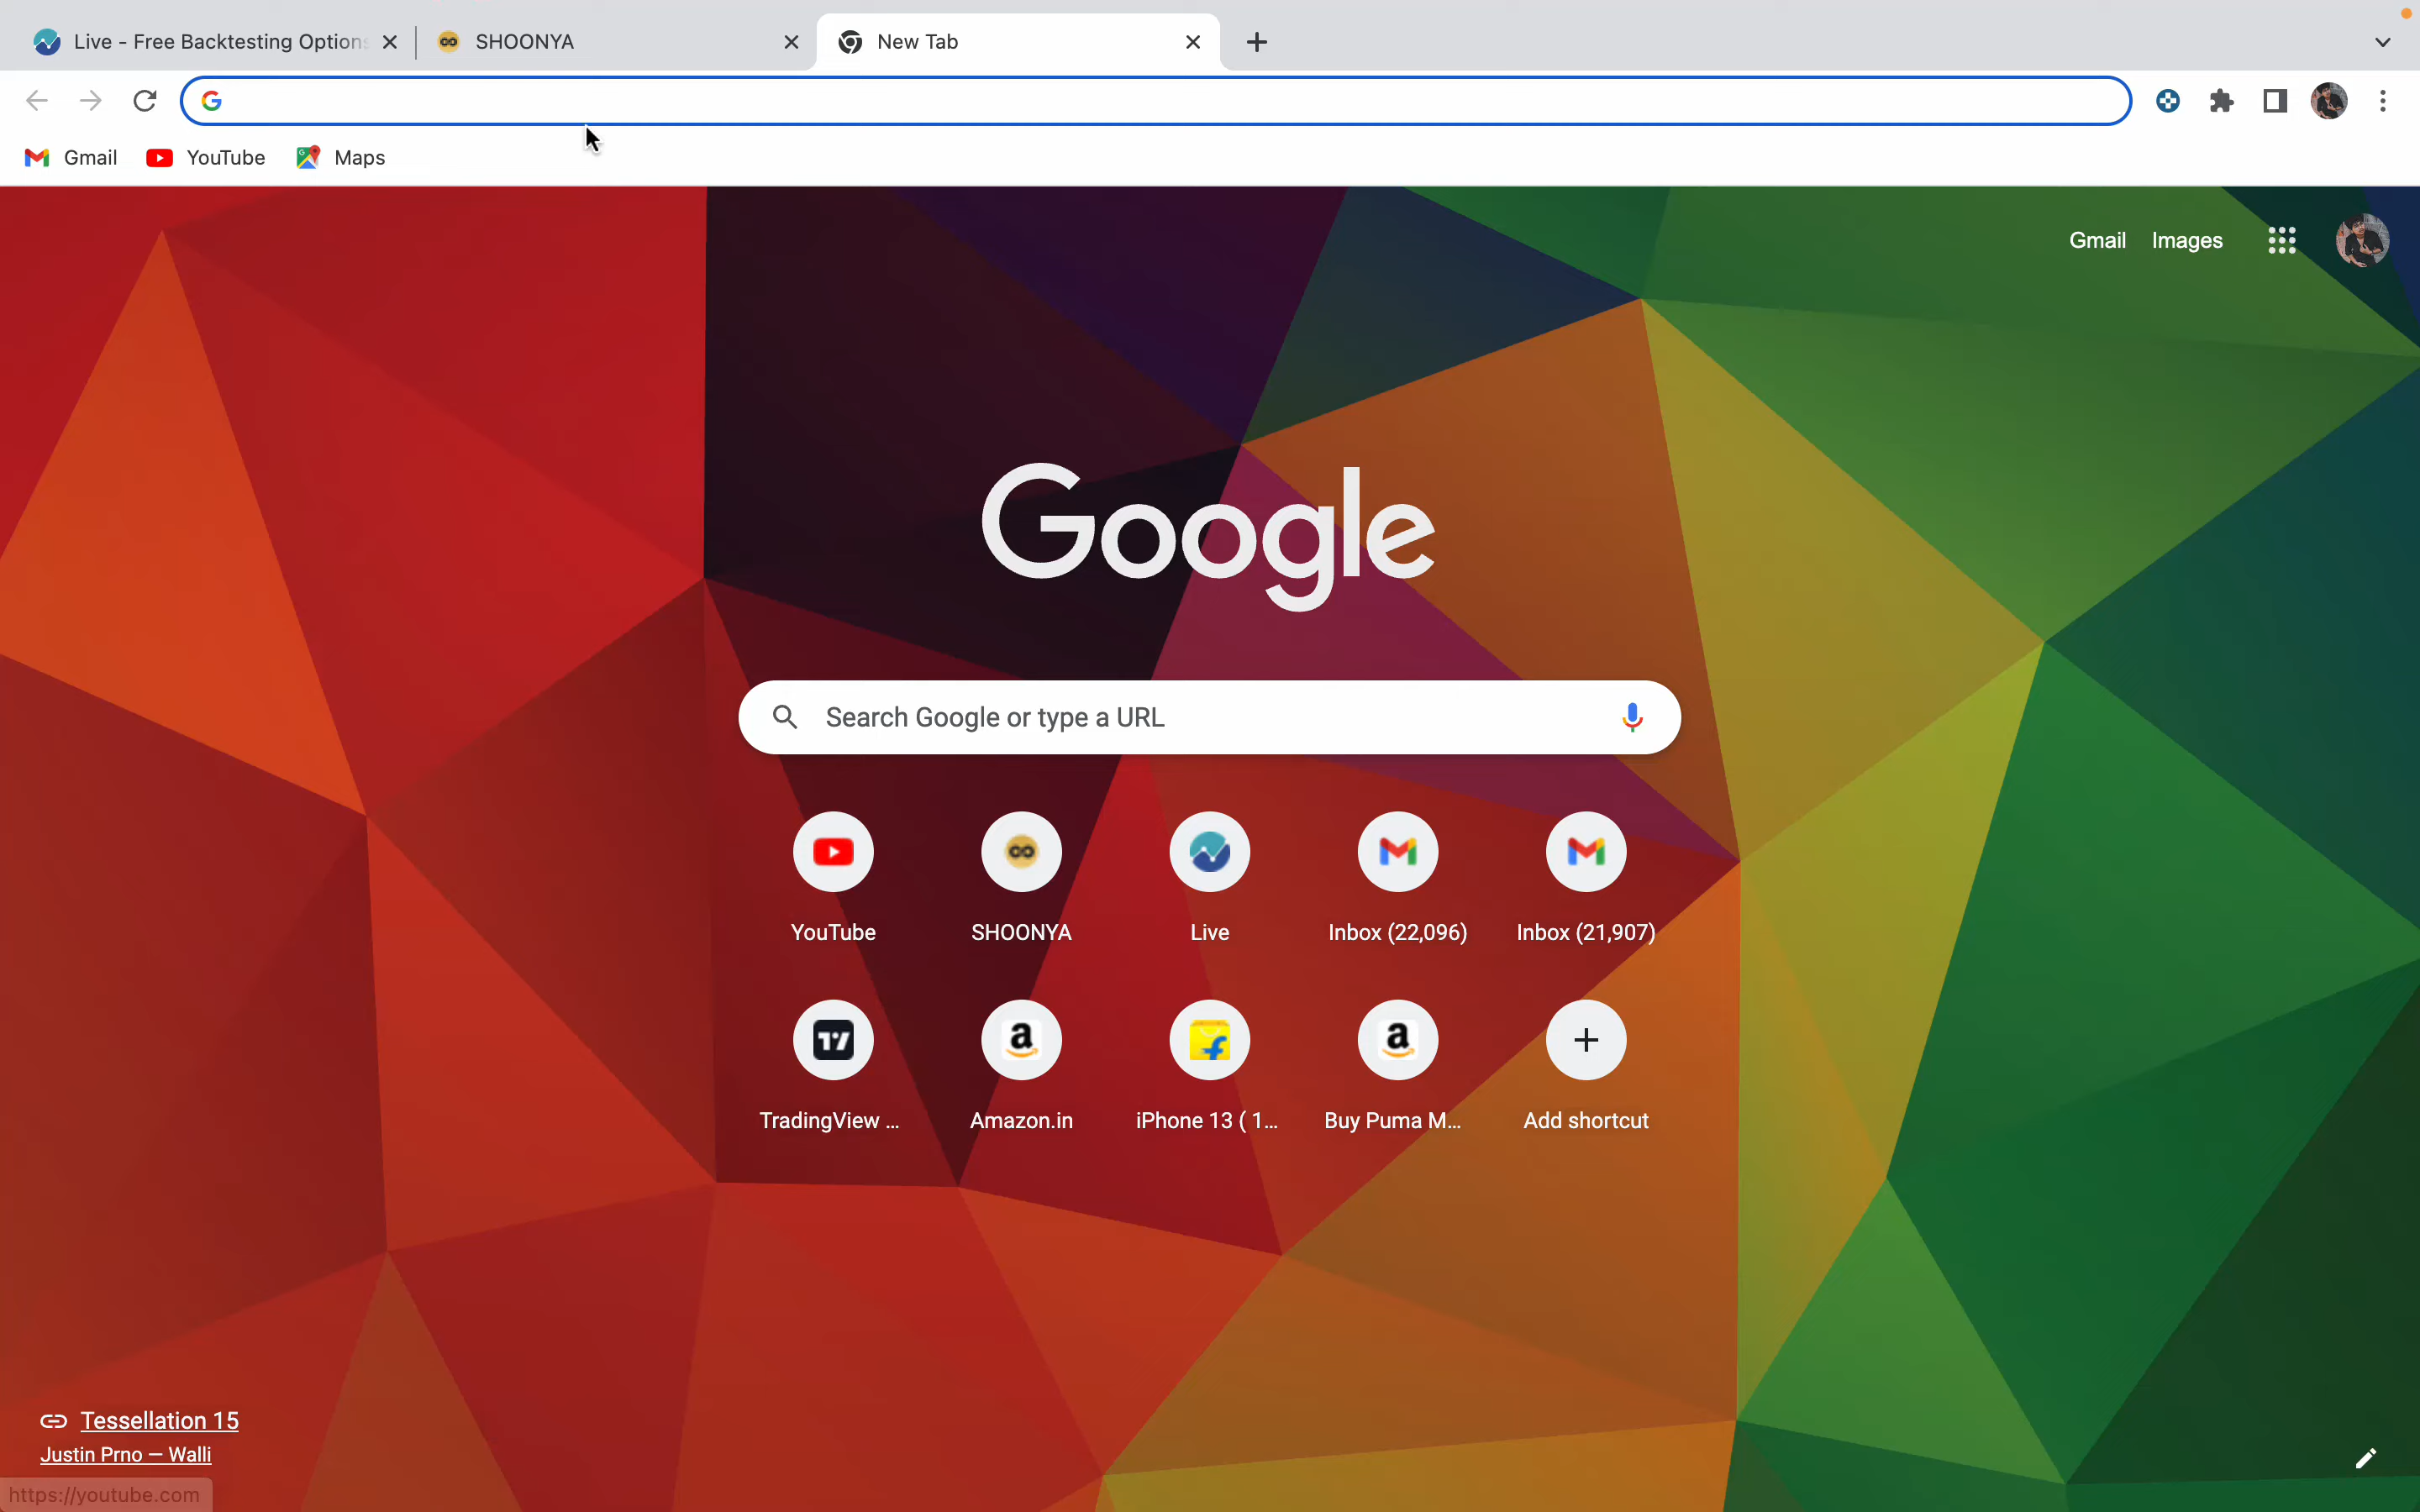 Live - Free Backtesting Options
SHOONYA
New Tab
Gmail
YouTube
Maps
Gmail
Images
Google
Search Google or type a URL
YouTube
SHOONYA
Live
Inbox (22,096)
Inbox (21,907)
TradingView ...
Amazon.in
iPhone 13 ( 1...
Buy Puma M...
Add shortcut
Tessellation 15
Justin Prno — Walli
https://youtube.com